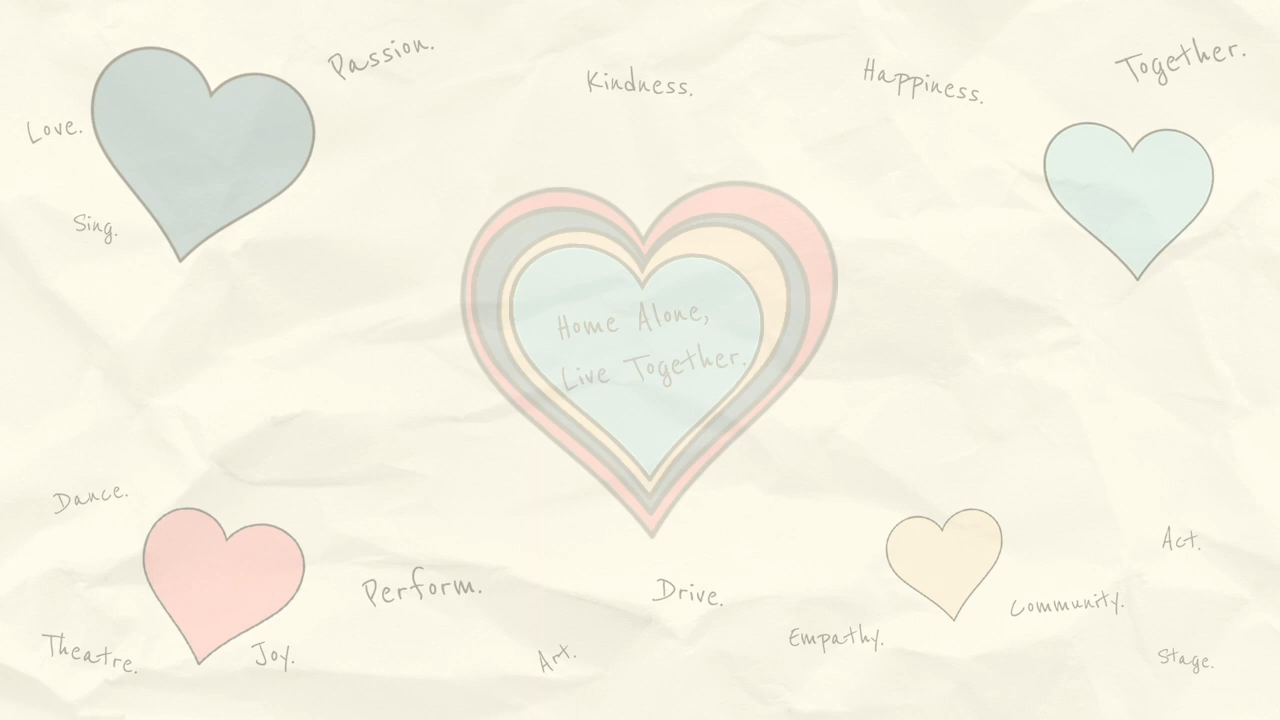 Passion.
Kindness.
Happiness.
Together.
Love.
Sing.
Home Alone,
Live Together.
Dance.
Perform.
Drive.
Act.
Community.
Empathy.
Theatre.
Joy.
Art.
Stage.